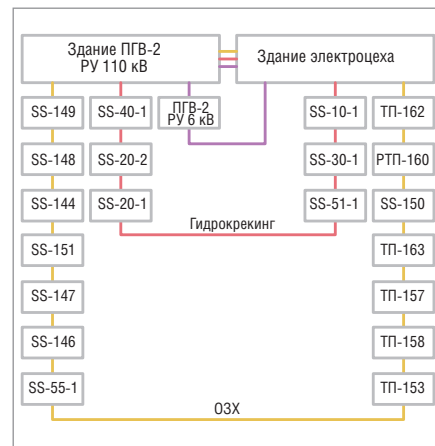 Здание ПГВ-2
РУ 110 кВ
Здание электроцеха
SS-149
SS-40-1
ПГВ-2
РУ 6 кВ
SS-10-1
ТП-162
SS-148
SS-20-2
SS-30-1
РТП-160
SS-144
SS-20-1
SS-51-1
SS-150
Гидрокрекинг
SS-151
ТП-163
SS-147
ТП-157
SS-146
ТП-158
SS-55-1
ТП-153
ОЗХ